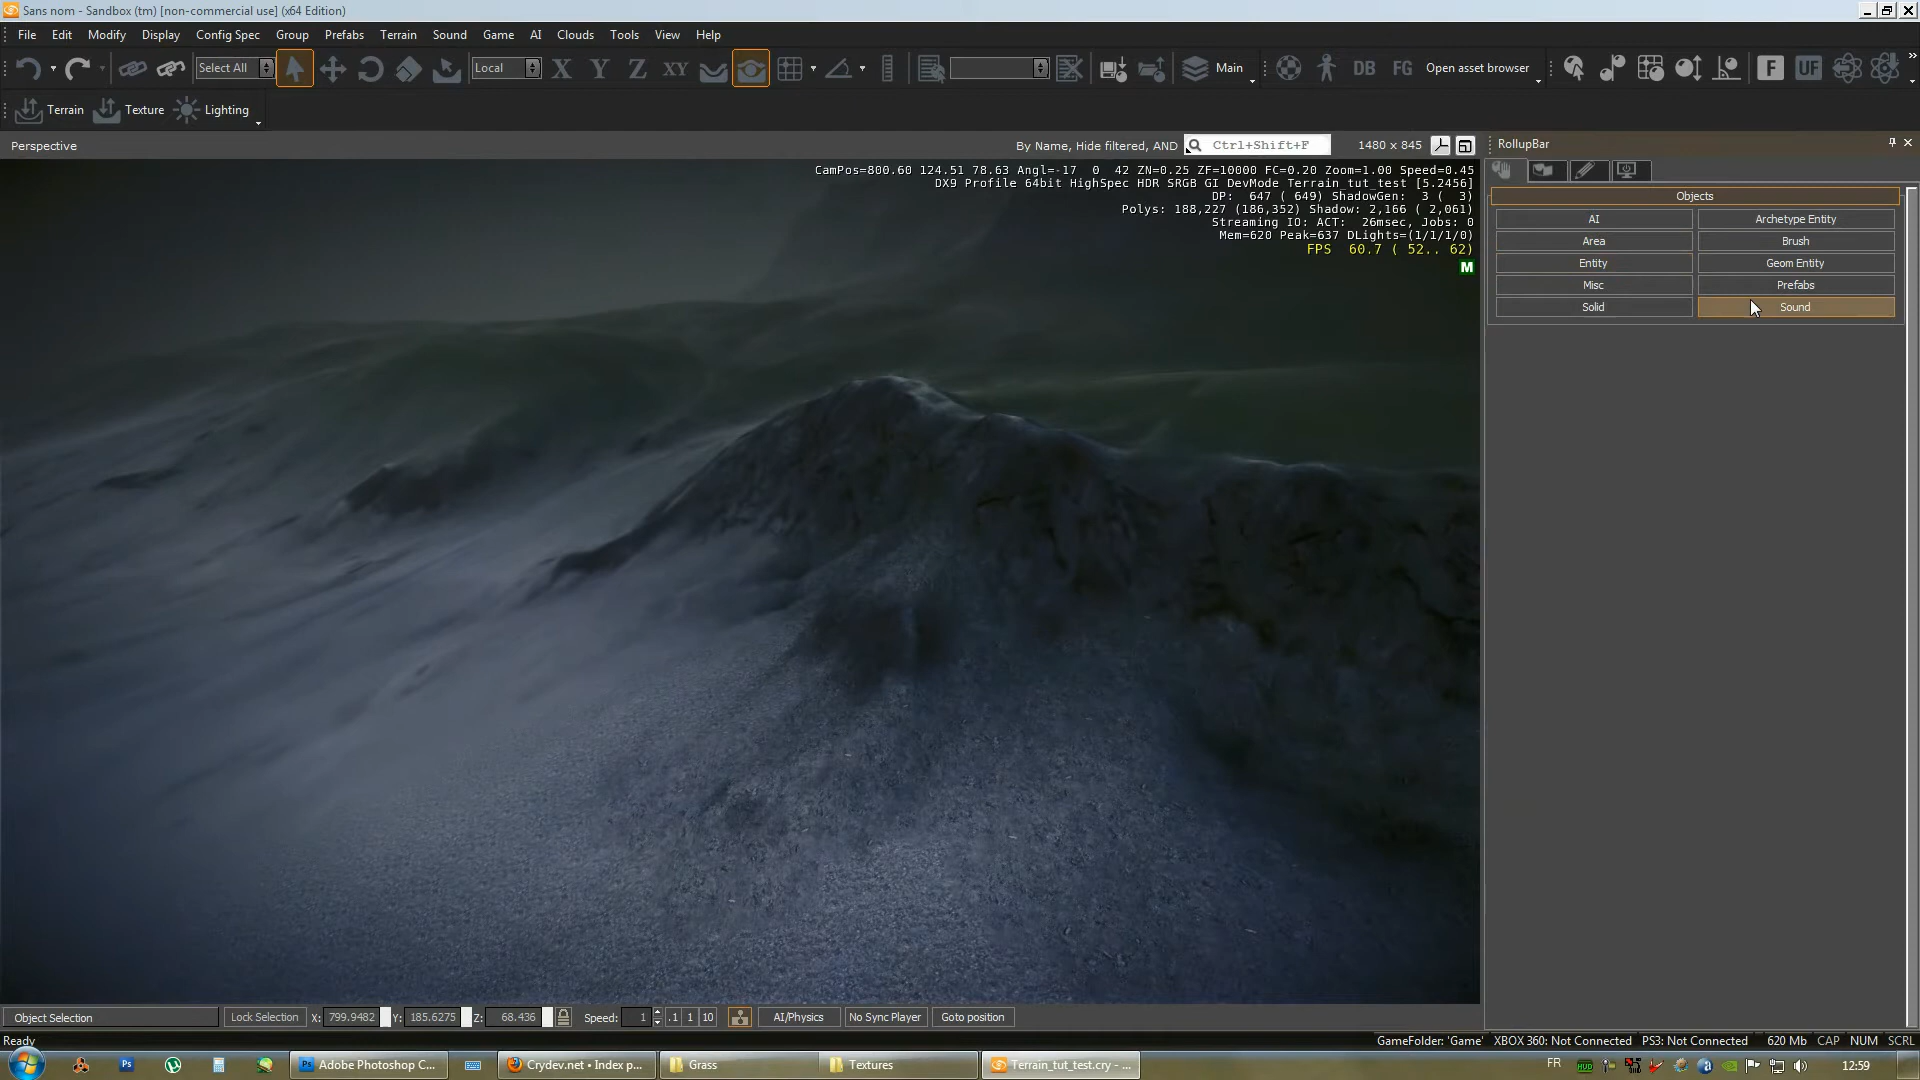 Sans nom - Sandbox (tm) [non-commercial use] (x64 Edition)
File Edit Modify Display Config Spec Group Prefabs Terrain Sound Game AI Clouds Tools View Help
Select All Local X Y Z XY Main DB FG Open asset browser F UF
Terrain Texture Lighting
Perspective By Name, Hide filtered, AND Ctrl+Shift+F 1480 x 845 RollupBar
CamPos=800.60 124.51 78.63 Angl=-17 0 42 ZN=0.25 ZF=10000 FC=0.20 Zoom=1.00 Speed=0.45
DX9 Profile 64bit HighSpec HDR SRGB GI DevMode Terrain_tut_test [5.2456]
DP: 647 ( 649) ShadowGen: 3 ( 3)
Polys: 188,227 (186,352) Shadow: 2,166 ( 2,061)
Streaming IO: ACT: 26msec, Jobs: 0
Mem=620 Peak=637 DLights=(1/1/1/0)
FPS 60.7 ( 52.. 62)
M
Objects
AI Archetype Entity
Area Brush
Entity Geom Entity
Misc Prefabs
Solid Sound
Object Selection Lock Selection X: 799.9482 Y: 185.6275 Z: 68.436 Speed: 1 .1 1 10 AI/Physics No Sync Player Goto position
Ready GameFolder: 'Game' XBOX 360: Not Connected PS3: Not Connected 620 Mb CAP NUM SCRL
Ps Ps Adobe Photoshop C... Crydev.net • Index p... Grass Textures Terrain_tut_test.cry - ... FR 12:59